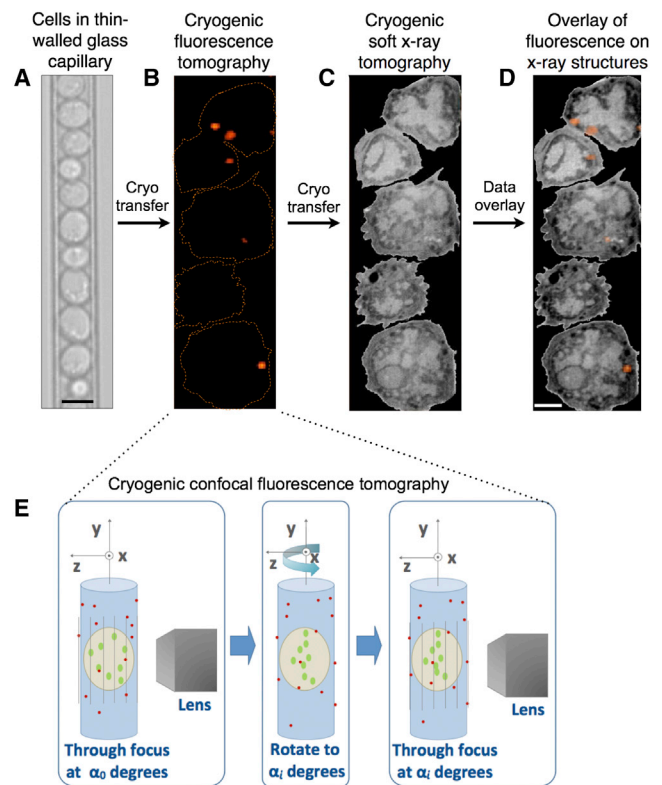 Cells in thin-
walled glass
capillary
Cryogenic
fluorescence
tomography
Cryogenic
soft x-ray
tomography
Overlay of
fluorescence on
x-ray structures
A
B
C
D
Cryo
transfer
Cryo
transfer
Data
overlay
Cryogenic confocal fluorescence tomography
E
y
z
x
Lens
Through focus
at α0 degrees
y
z
x
Rotate to
αi degrees
y
z
x
Lens
Through focus
at αi degrees